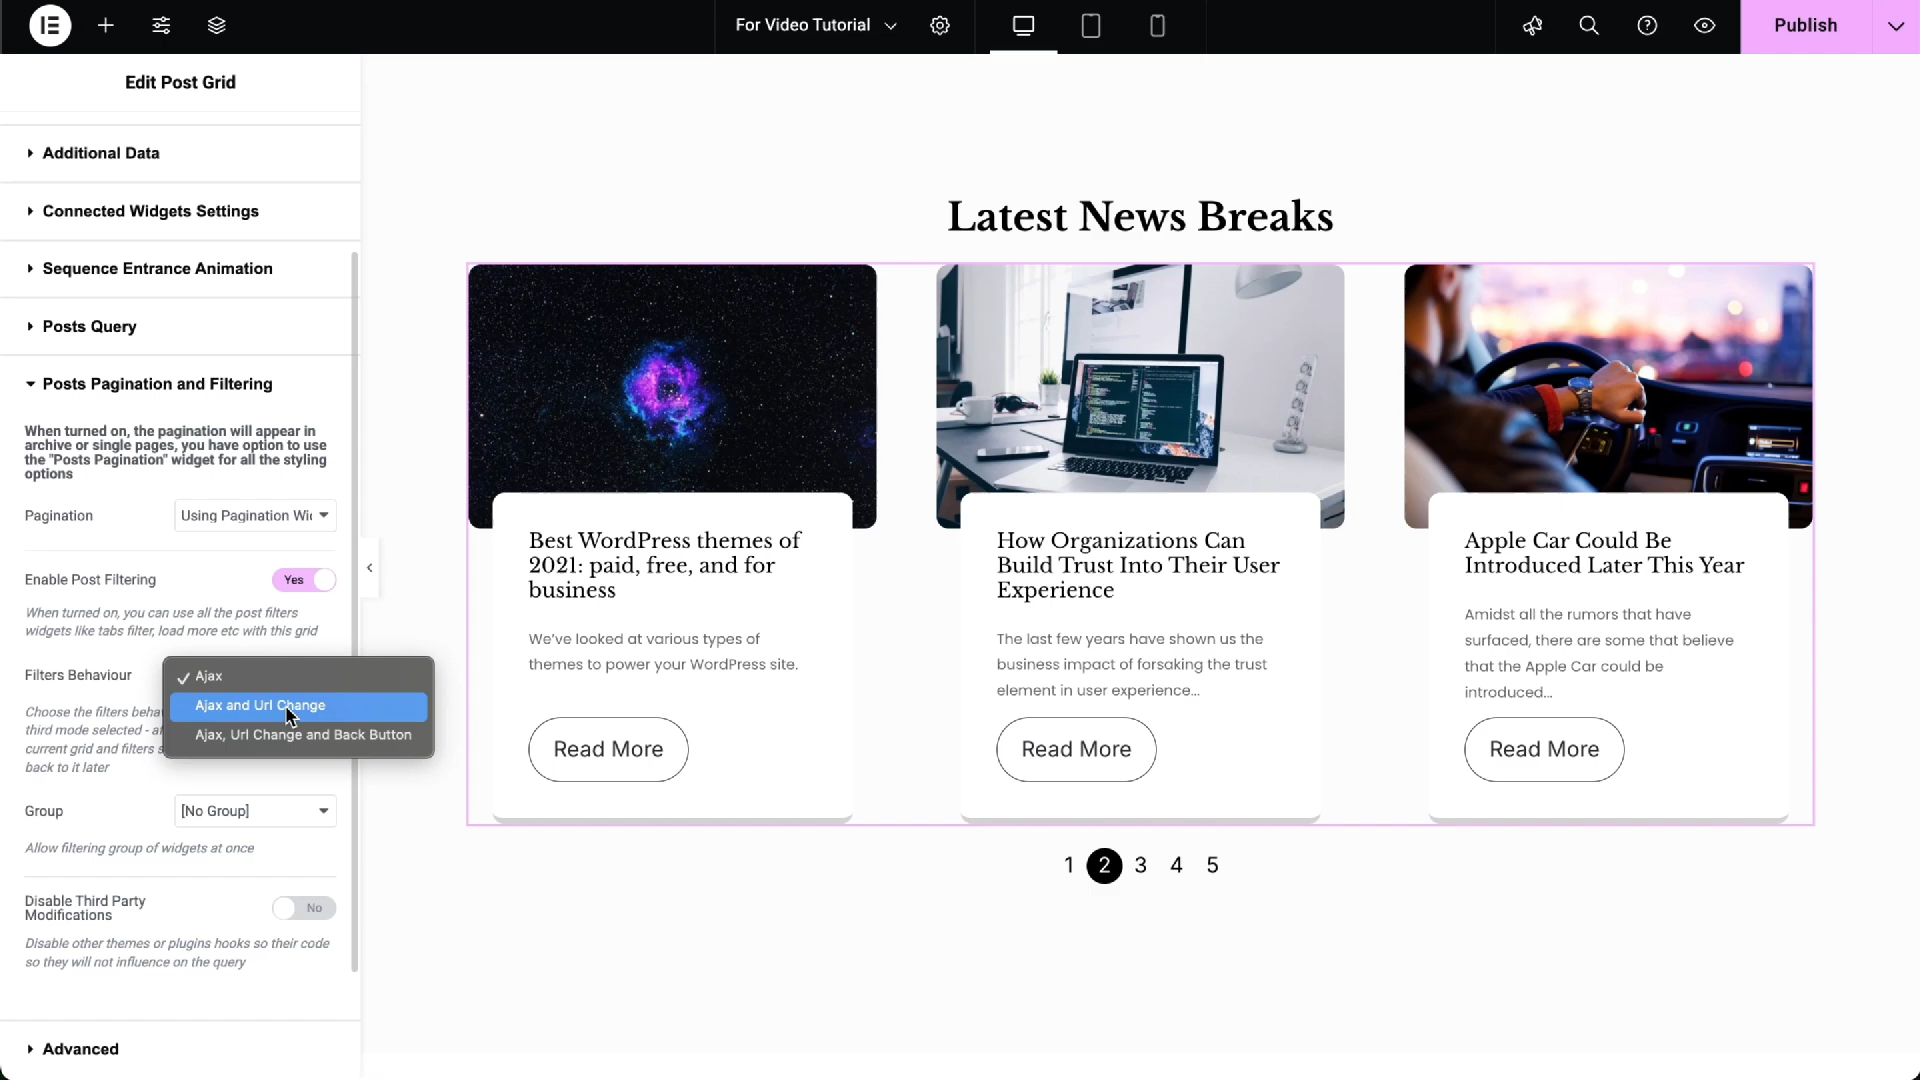 For Video Tutorial
Publish
Edit Post Grid
Additional Data
Connected Widgets Settings
Sequence Entrance Animation
Posts Query
Posts Pagination and Filtering
When turned on, the pagination will appear in
archive or single pages, you have option to use
the "Posts Pagination" widget for all the styling
options
Pagination
Using Pagination Wi
Enable Post Filtering
Yes
When turned on, you can use all the post filters
widgets like tabs filter, load more etc with this grid
Filters Behaviour
Ajax
Ajax and Url Change
Ajax, Url Change and Back Button
Choose the filters beha
third mode selected - a
current grid and filters s
back to it later
Group
[No Group]
Allow filtering group of widgets at once
Disable Third Party
Modifications
No
Disable other themes or plugins hooks so their code
so they will not influence on the query
Advanced
Latest News Breaks
Best WordPress themes of
2021: paid, free, and for
business
We've looked at various types of
themes to power your WordPress site.
Read More
How Organizations Can
Build Trust Into Their User
Experience
The last few years have shown us the
business impact of forsaking the trust
element in user experience...
Read More
Apple Car Could Be
Introduced Later This Year
Amidst all the rumors that have
surfaced, there are some that believe
that the Apple Car could be
introduced...
Read More
1 2 3 4 5